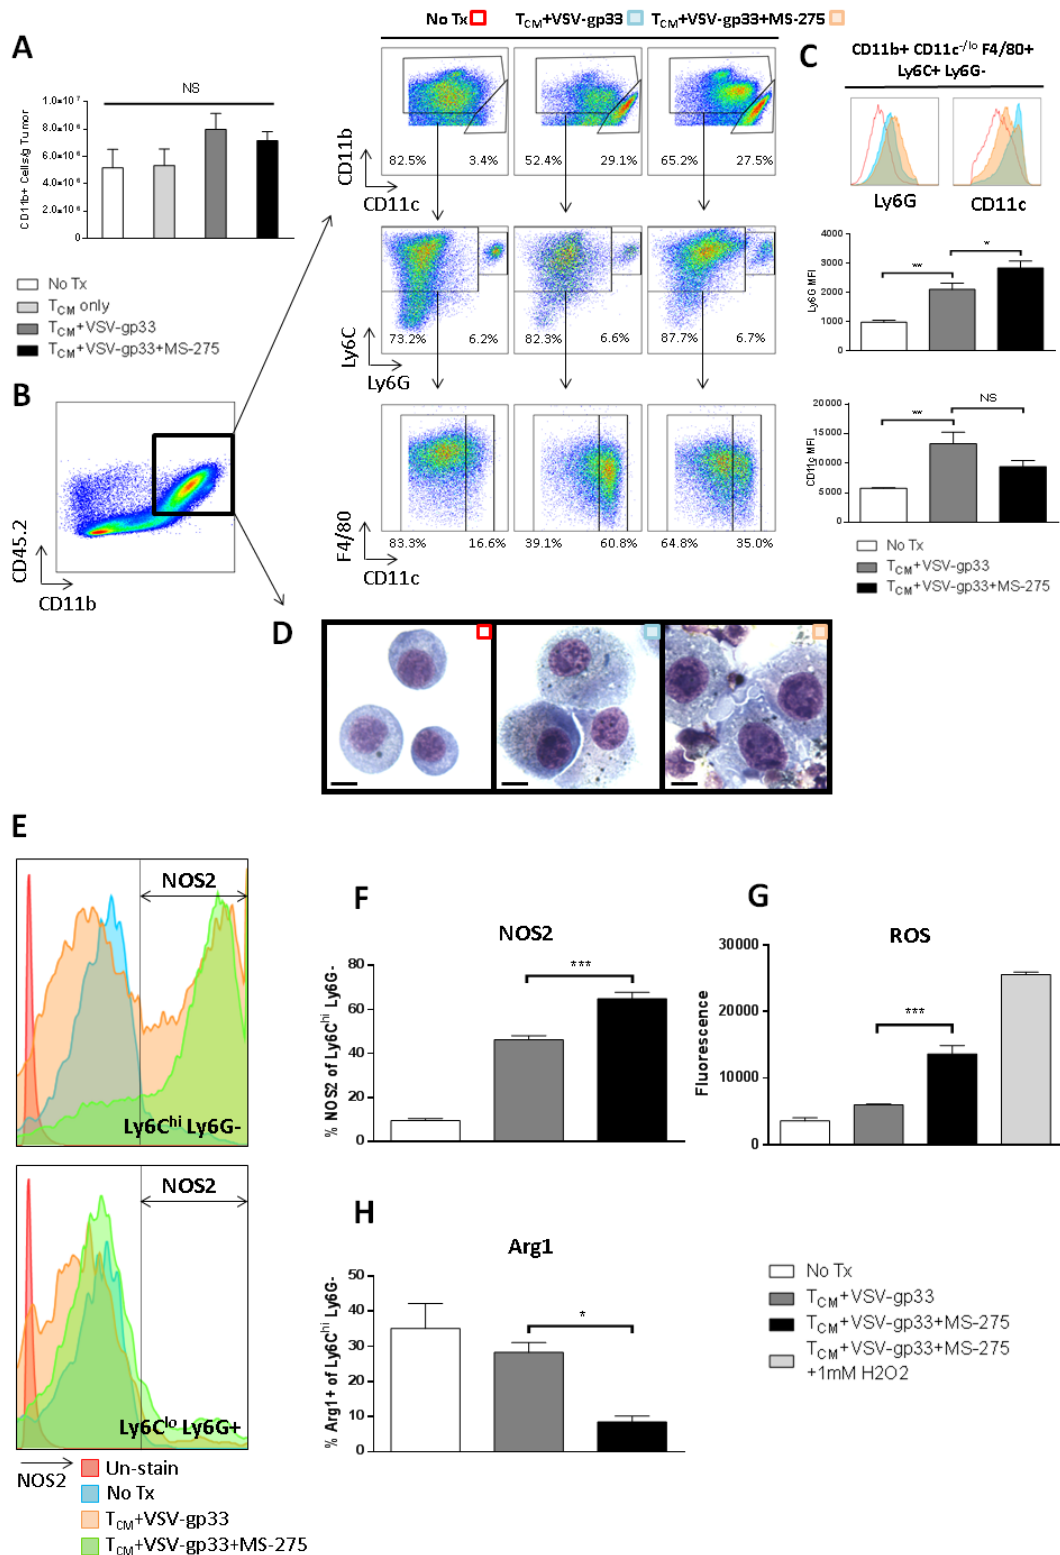 A
NS
CD11b+ Cells/g Tumor
1.0×10⁷
8.0×10⁶
6.0×10⁶
4.0×10⁶
2.0×10⁶
0
No Tx
TCM only
TCM+VSV-gp33
TCM+VSV-gp33+MS-275
B
CD45.2
CD11b
No Tx
TCM+VSV-gp33
TCM+VSV-gp33+MS-275
82.5% 3.4%
52.4% 29.1%
65.2% 27.5%
CD11b
CD11c
73.2% 6.2%
82.3% 6.6%
87.7% 6.7%
Ly6C
Ly6G
83.3% 16.6%
39.1% 60.8%
64.8% 35.0%
F4/80
CD11c
C
CD11b+ CD11c-/lo F4/80+
Ly6C+ Ly6G-
Ly6G
CD11c
Ly6G MFI
4000
3000
2000
1000
0
**
*
CD11c MFI
20000
15000
10000
5000
0
**
NS
No Tx
TCM+VSV-gp33
TCM+VSV-gp33+MS-275
D
E
NOS2
Ly6Chi Ly6G-
NOS2
Ly6Clo Ly6G+
NOS2
Un-stain
No Tx
TCM+VSV-gp33
TCM+VSV-gp33+MS-275
F
NOS2
% NOS2 of Ly6Chi Ly6G-
80
60
40
20
0
***
G
ROS
Fluorescence
30000
20000
10000
0
***
H
Arg1
% Arg1+ of Ly6Chi Ly6G-
50
40
30
20
10
0
*
No Tx
TCM+VSV-gp33
TCM+VSV-gp33+MS-275
TCM+VSV-gp33+MS-275
+1mM H2O2